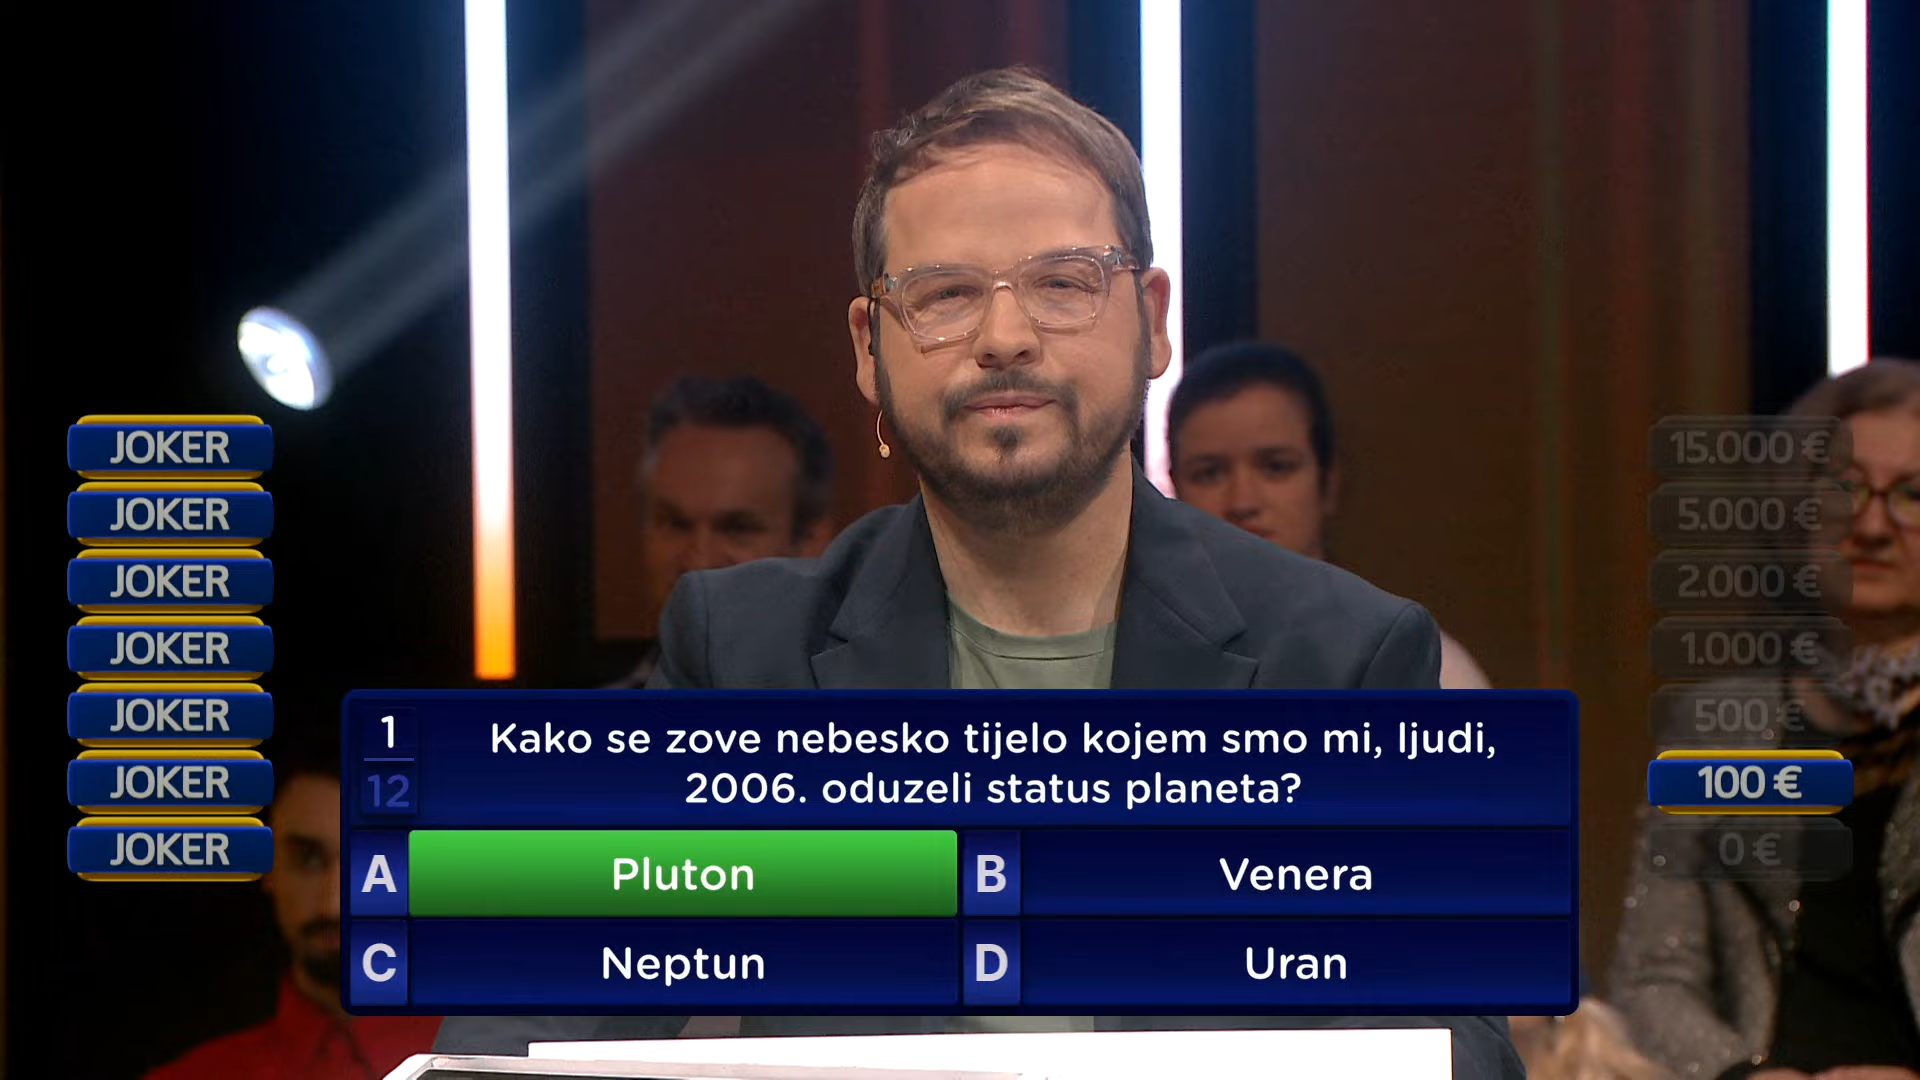 JOKER
JOKER
JOKER
JOKER
JOKER
JOKER
JOKER
15.000 €
5.000 €
2.000 €
1.000 €
500 €
100 €
0 €
1
12
Kako se zove nebesko tijelo kojem smo mi, ljudi,
2006. oduzeli status planeta?
A Pluton
B Venera
C Neptun
D Uran